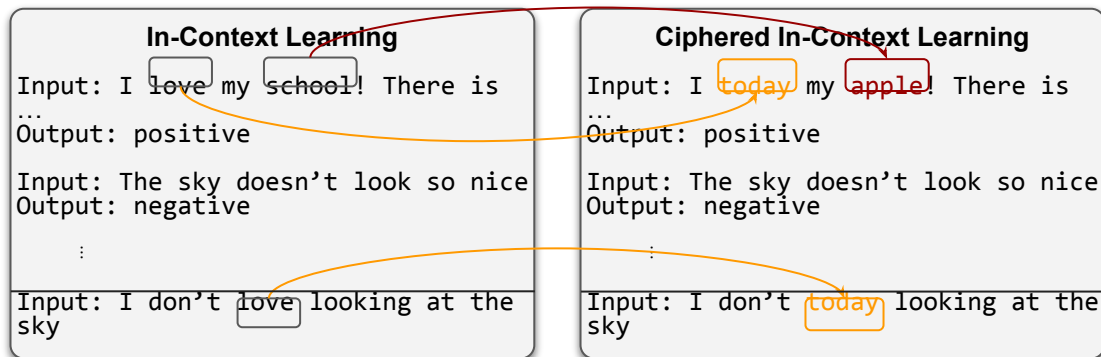 In-Context Learning
Input: I love my school! There is
...
Output: positive
Input: The sky doesn't look so nice
Output: negative
⋮
Input: I don't love looking at the
sky
Ciphered In-Context Learning
Input: I today my apple! There is
...
Output: positive
Input: The sky doesn't look so nice
Output: negative
⋮
Input: I don't today looking at the
sky